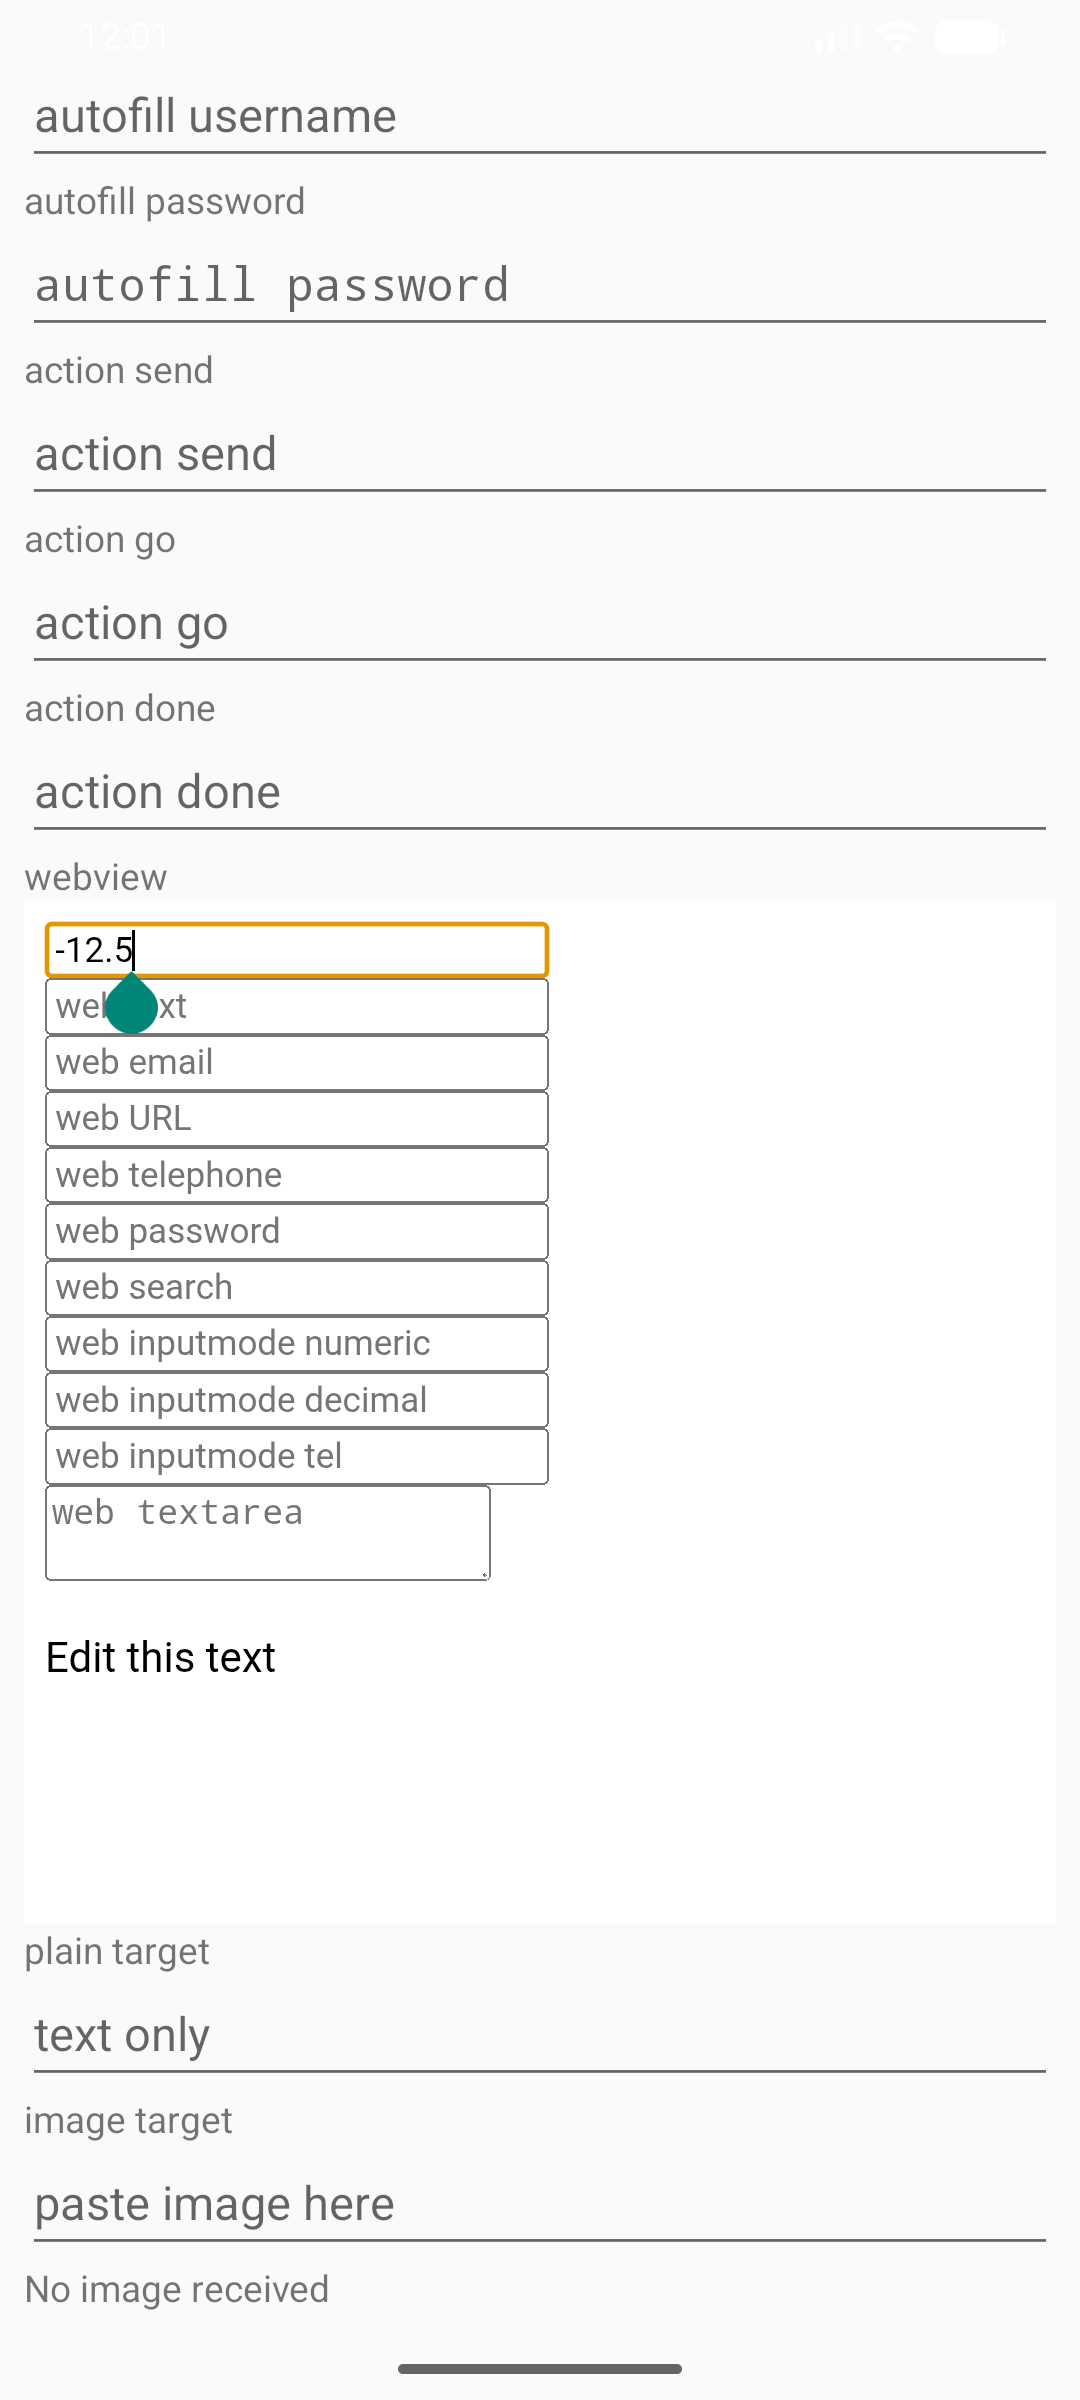 12:01
autofill username
autofill password
autofill password
action send
action send
action go
action go
action done
action done
webview
-12.5
web email
web URL
web telephone
web password
web search
web inputmode numeric
web inputmode decimal
web inputmode tel
web textarea
Edit this text
plain target
text only
image target
paste image here
No image received